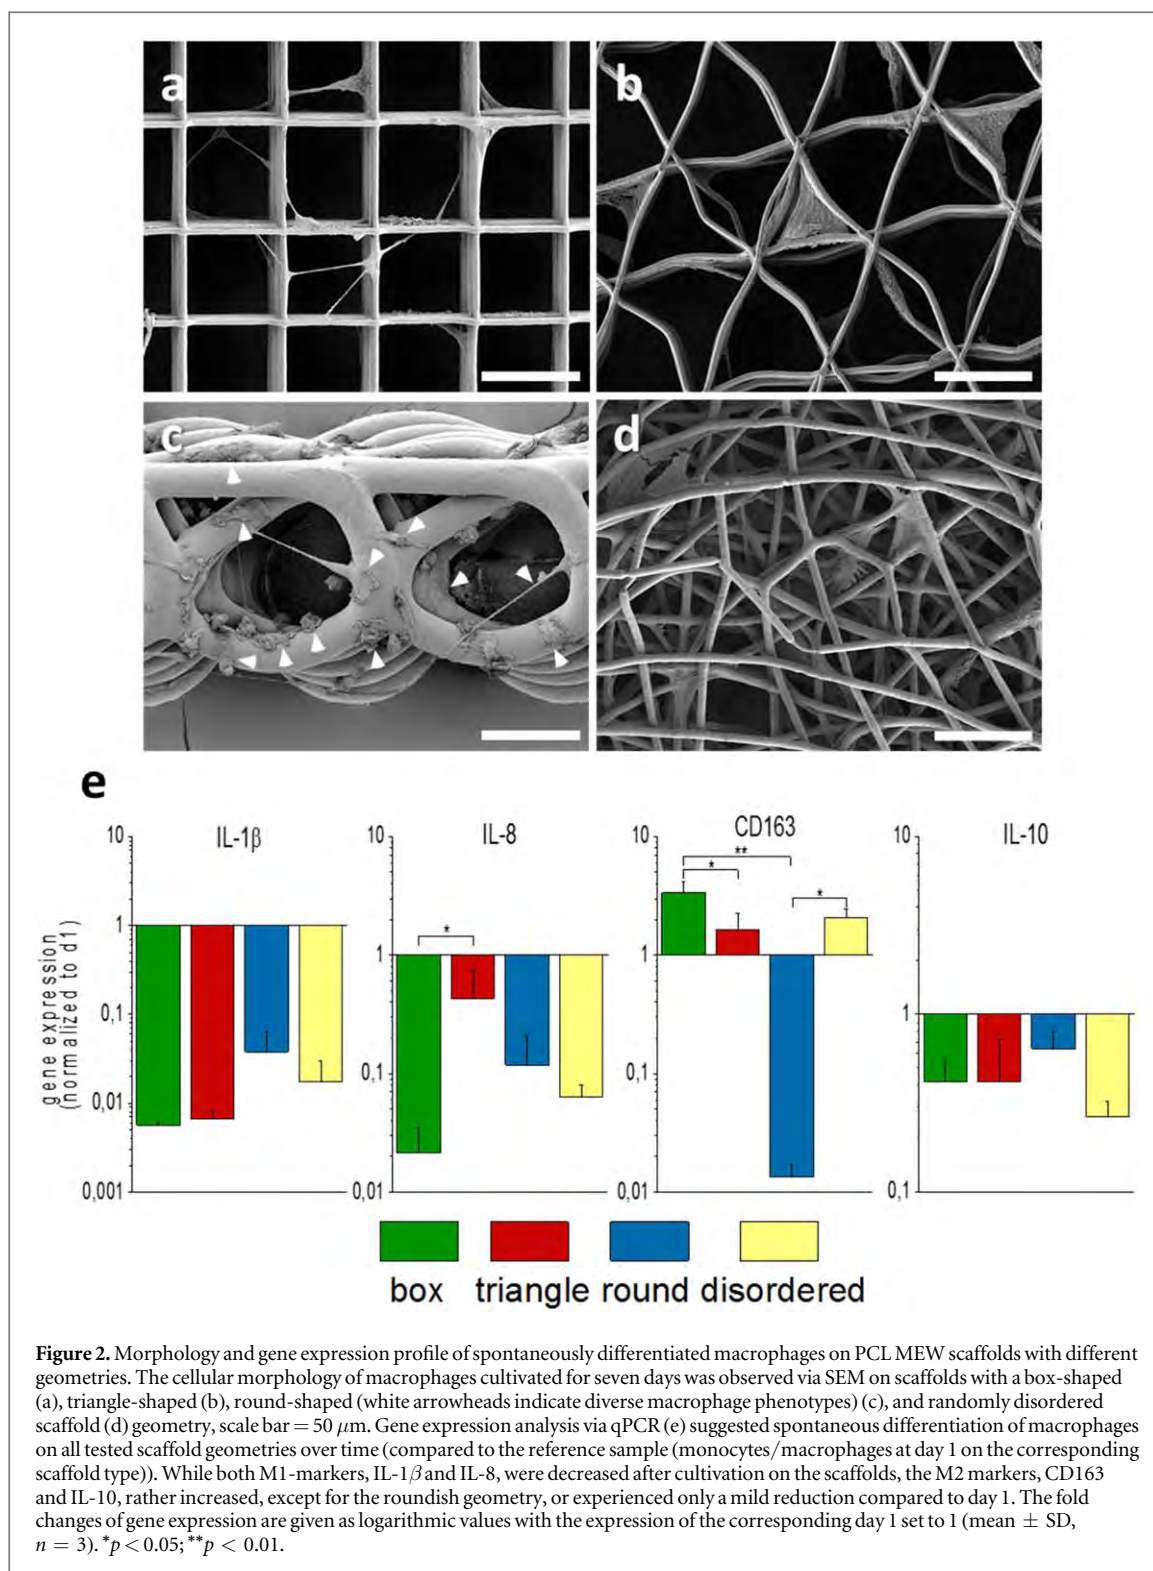 a
b
c
d
e
IL-1β
IL-8
CD163
IL-10
gene expression
(normalized to d1)
10
1
0,1
0,01
0,001
10
1
0,1
0,01
*
10
1
0,1
0,01
**
*
*
10
1
0,1
box triangle round disordered
Figure 2. Morphology and gene expression profile of spontaneously differentiated macrophages on PCL MEW scaffolds with different
geometries. The cellular morphology of macrophages cultivated for seven days was observed via SEM on scaffolds with a box-shaped
(a), triangle-shaped (b), round-shaped (white arrowheads indicate diverse macrophage phenotypes) (c), and randomly disordered
scaffold (d) geometry, scale bar = 50 μm. Gene expression analysis via qPCR (e) suggested spontaneous differentiation of macrophages
on all tested scaffold geometries over time (compared to the reference sample (monocytes/macrophages at day 1 on the corresponding
scaffold type)). While both M1-markers, IL-1β and IL-8, were decreased after cultivation on the scaffolds, the M2 markers, CD163
and IL-10, rather increased, except for the roundish geometry, or experienced only a mild reduction compared to day 1. The fold
changes of gene expression are given as logarithmic values with the expression of the corresponding day 1 set to 1 (mean ± SD,
n = 3). *p < 0.05; **p < 0.01.